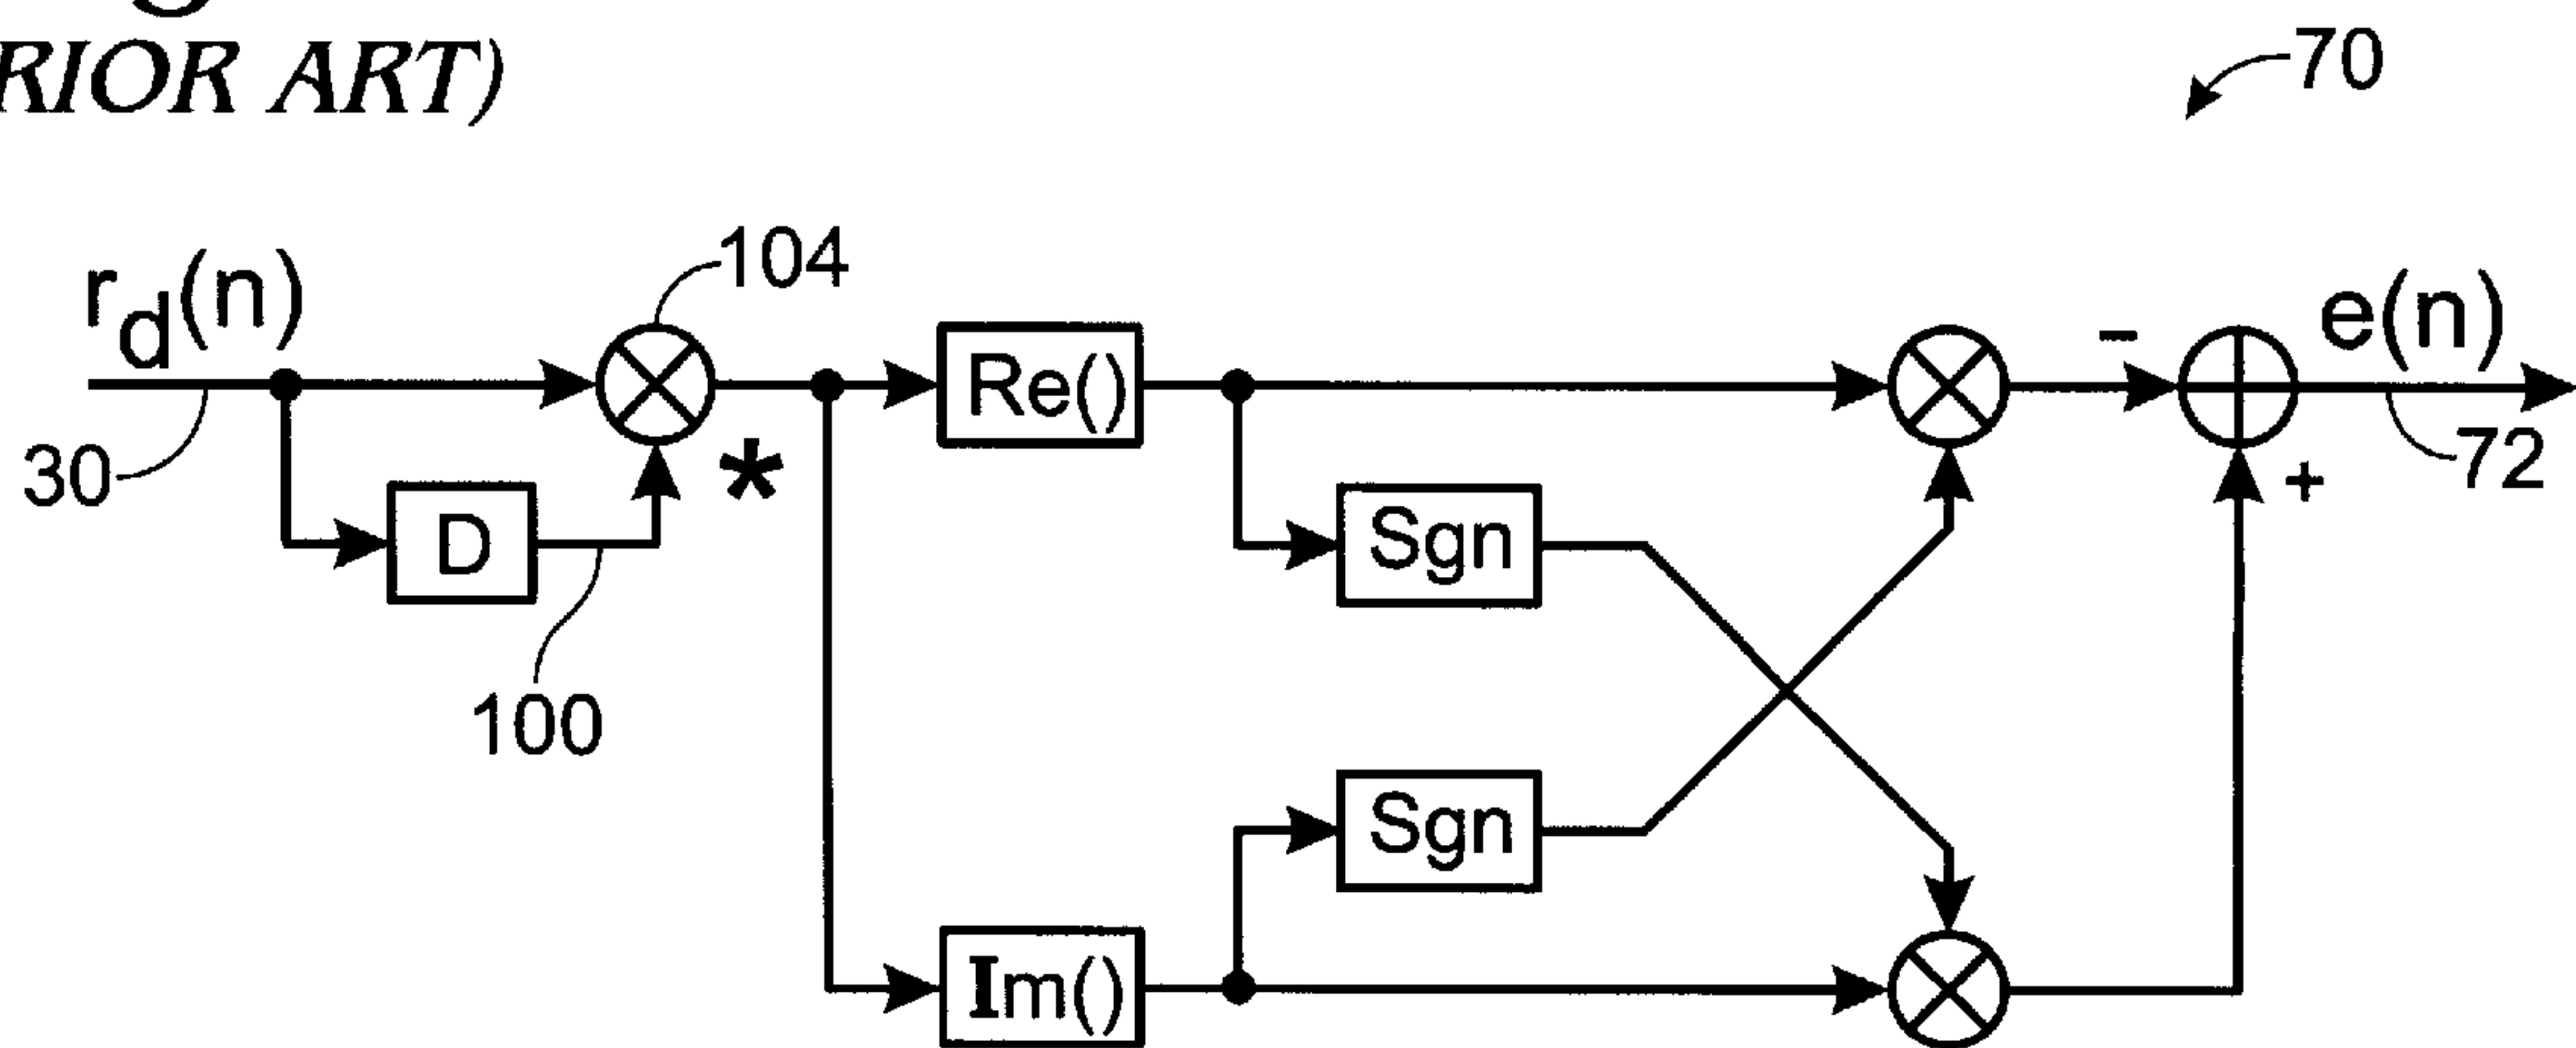 RIOR ART)
70
104
r_d(n)
30
D
100
*
Re()
Sgn
Sgn
Im()
-
+
e(n)
72